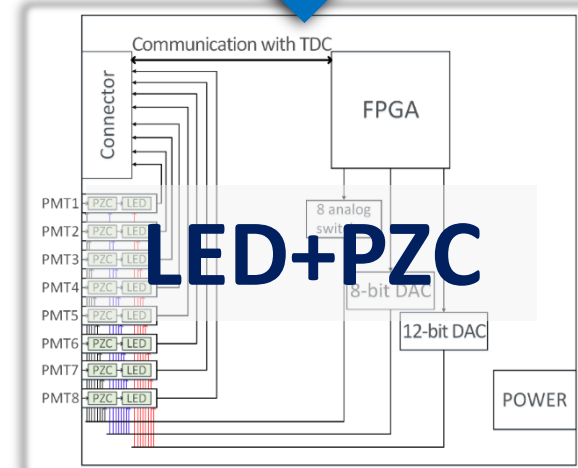 Communication with TDC
Connector
FPGA
PMT1 PZC LED
PMT2 PZC LED
PMT3 PZC LED
PMT4 PZC LED
PMT5 PZC LED
PMT6 PZC LED
PMT7 PZC LED
PMT8 PZC LED
8 analog
LED+PZC
8-bit DAC
12-bit DAC
POWER